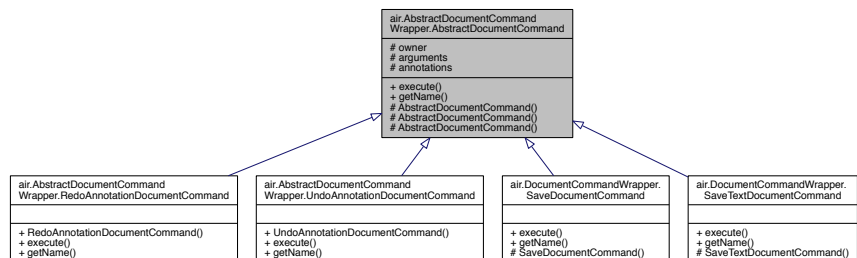 air.AbstractDocumentCommand
Wrapper.AbstractDocumentCommand
# owner
# arguments
# annotations
+ execute()
+ getName()
# AbstractDocumentCommand()
# AbstractDocumentCommand()
# AbstractDocumentCommand()
air.AbstractDocumentCommand
Wrapper.RedoAnnotationDocumentCommand
+ RedoAnnotationDocumentCommand()
+ execute()
+ getName()
air.AbstractDocumentCommand
Wrapper.UndoAnnotationDocumentCommand
+ UndoAnnotationDocumentCommand()
+ execute()
+ getName()
air.DocumentCommandWrapper.
SaveDocumentCommand
+ execute()
+ getName()
# SaveDocumentCommand()
air.DocumentCommandWrapper.
SaveTextDocumentCommand
+ execute()
+ getName()
# SaveTextDocumentCommand()